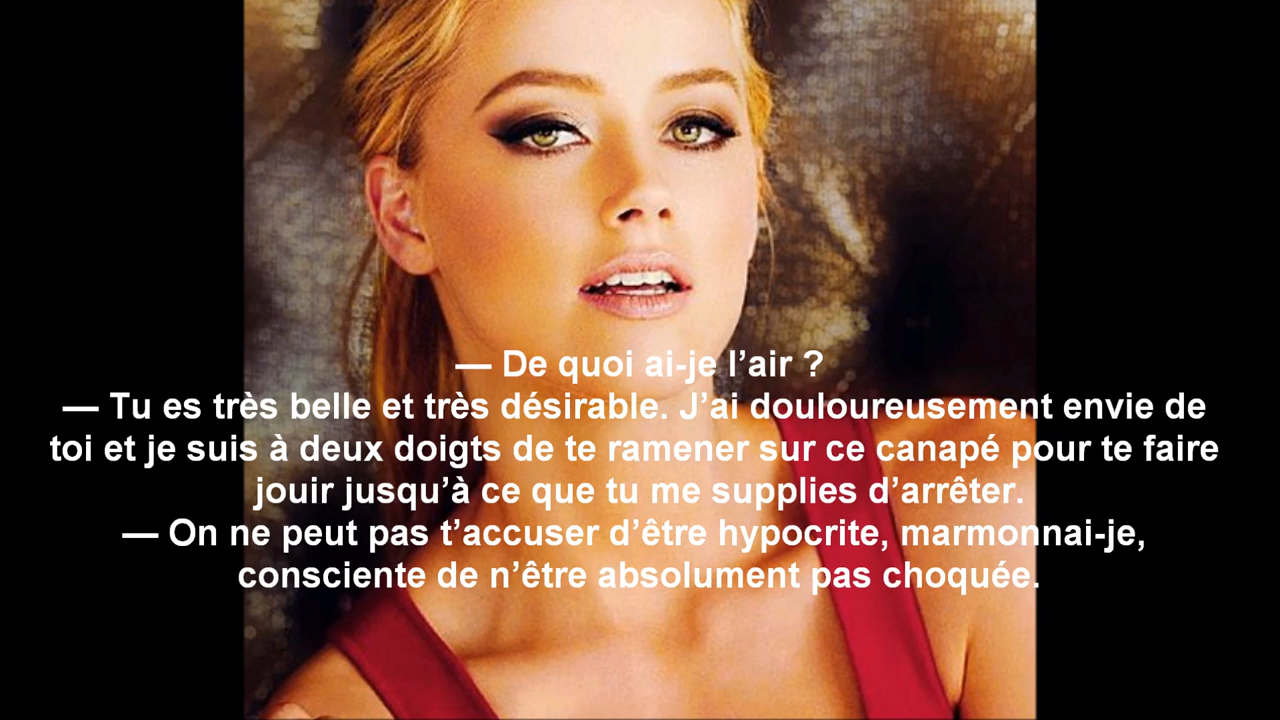 — De quoi ai-je l’air ?
— Tu es très belle et très désirable. J’ai douloureusement envie de
toi et je suis à deux doigts de te ramener sur ce canapé pour te faire
jouir jusqu’à ce que tu me supplies d’arrêter.
— On ne peut pas t’accuser d’être hypocrite, marmonnai-je,
consciente de n’être absolument pas choquée.